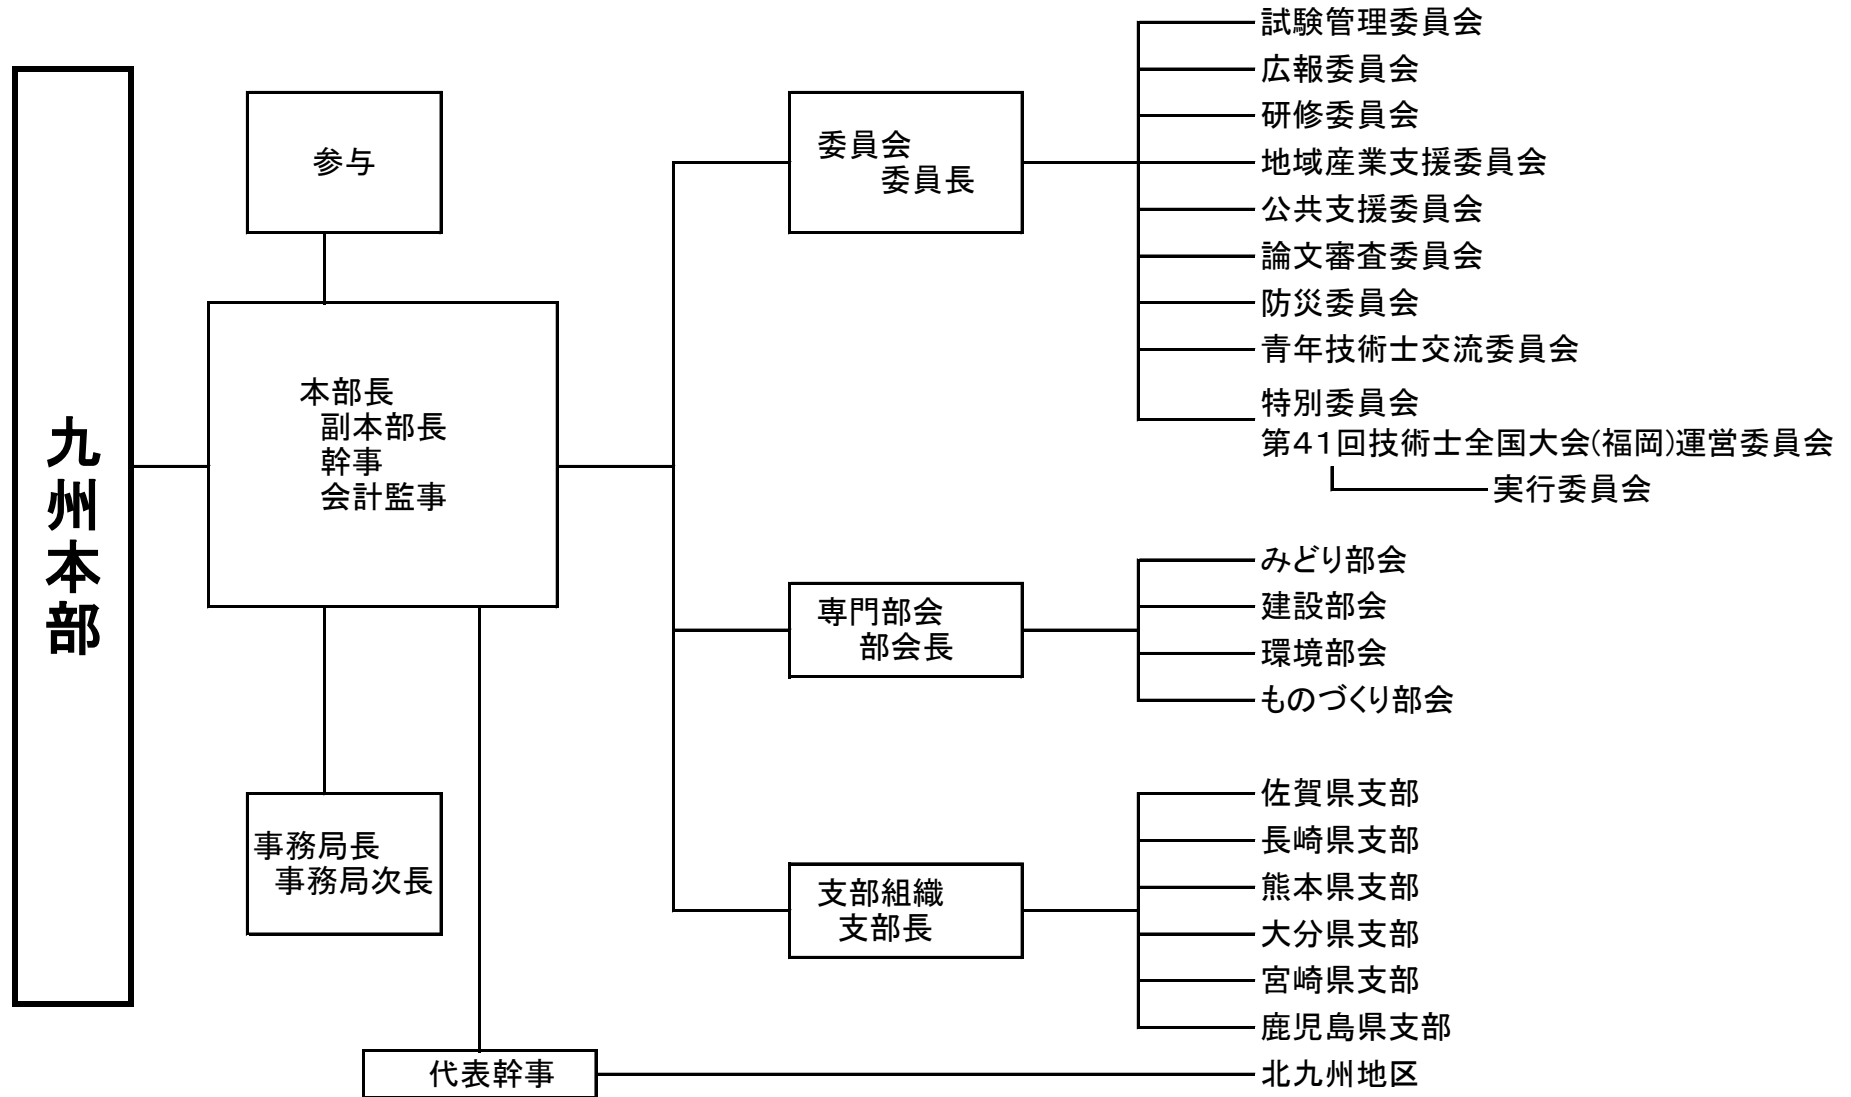 九州本部
参与
本部長
副本部長
幹事
会計監事
事務局長
事務局次長
代表幹事
委員会
委員長
試験管理委員会
広報委員会
研修委員会
地域産業支援委員会
公共支援委員会
論文審査委員会
防災委員会
青年技術士交流委員会
特別委員会
第41回技術士全国大会(福岡)運営委員会
実行委員会
専門部会
部会長
みどり部会
建設部会
環境部会
ものづくり部会
支部組織
支部長
佐賀県支部
長崎県支部
熊本県支部
大分県支部
宮崎県支部
鹿児島県支部
北九州地区